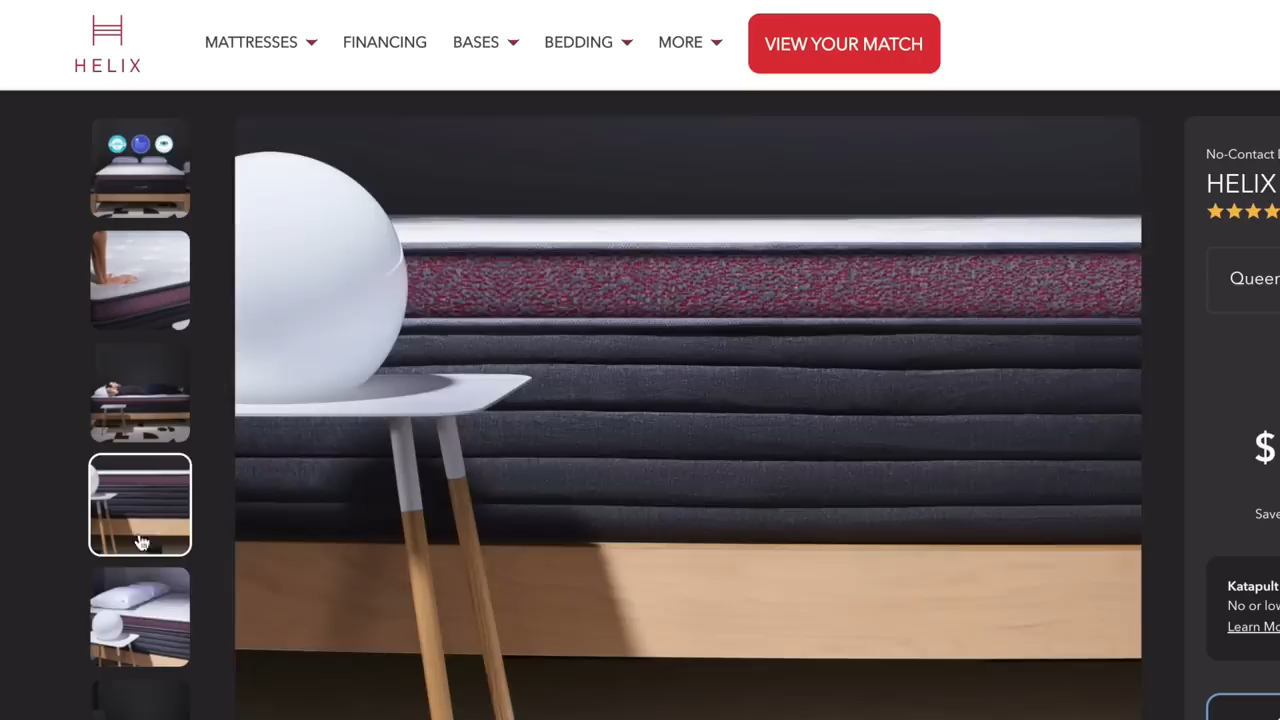 HELIX
MATTRESSES
FINANCING
BASES
BEDDING
MORE
VIEW YOUR MATCH
No-Contact
HELIX
Queen
$
Save
Katapult
No or low
Learn Mo